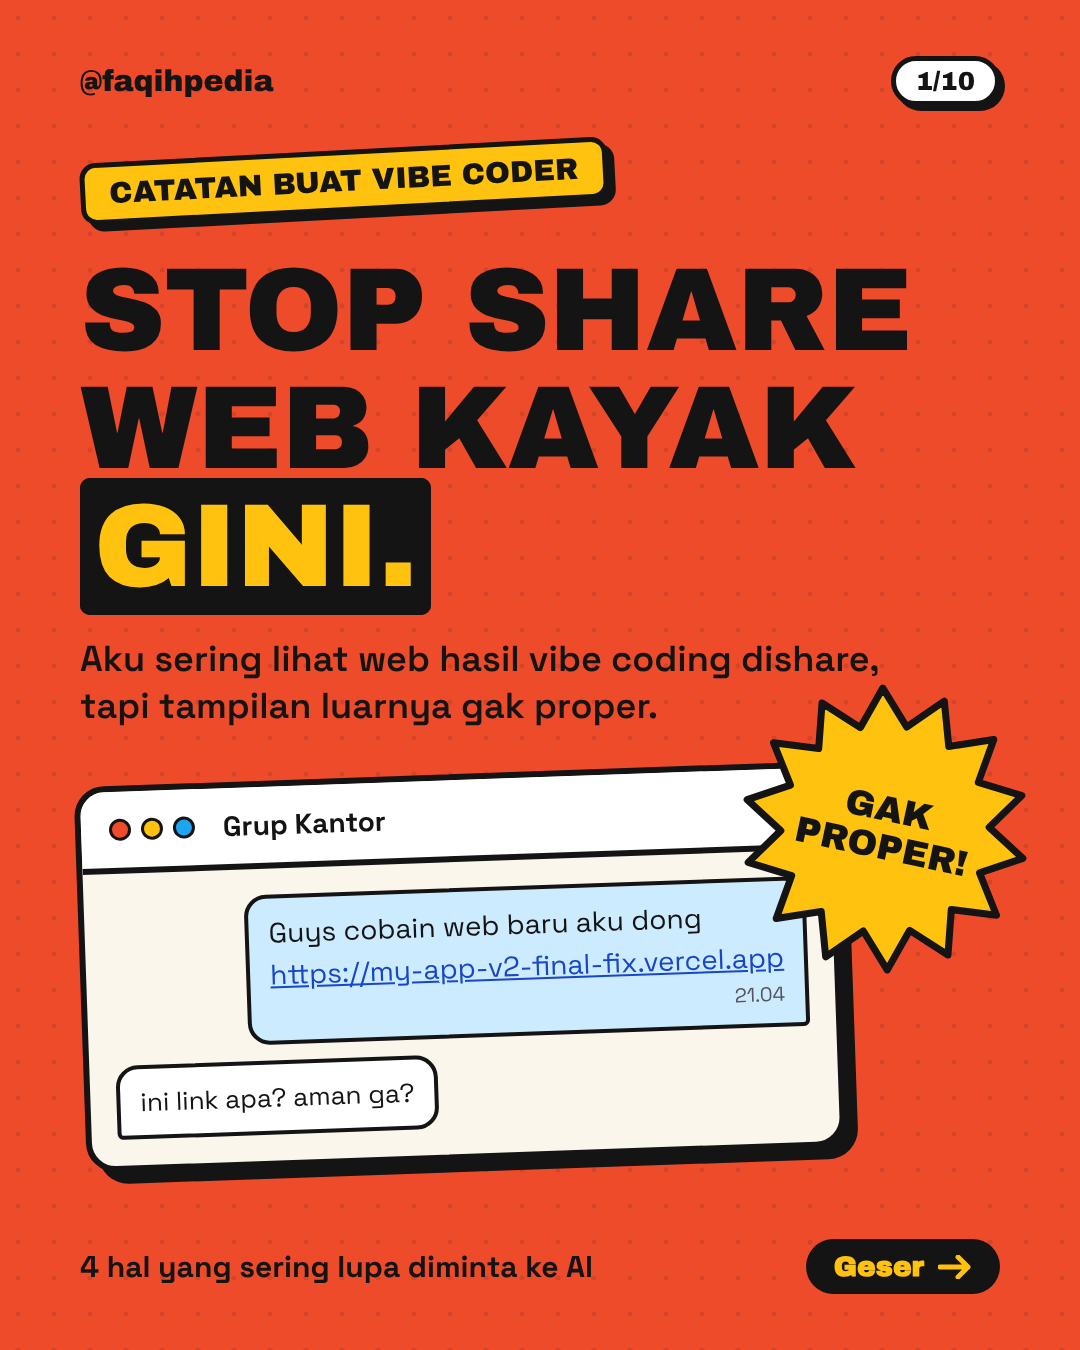 @faqihpedia
1/10
CATATAN BUAT VIBE CODER
STOP SHARE
WEB KAYAK
GINI.
Aku sering lihat web hasil vibe coding dishare,
tapi tampilan luarnya gak proper.
GAK
PROPER!
Grup Kantor
Guys cobain web baru aku dong
https://my-app-v2-final-fix.vercel.app
21.04
ini link apa? aman ga?
4 hal yang sering lupa diminta ke AI
Geser →